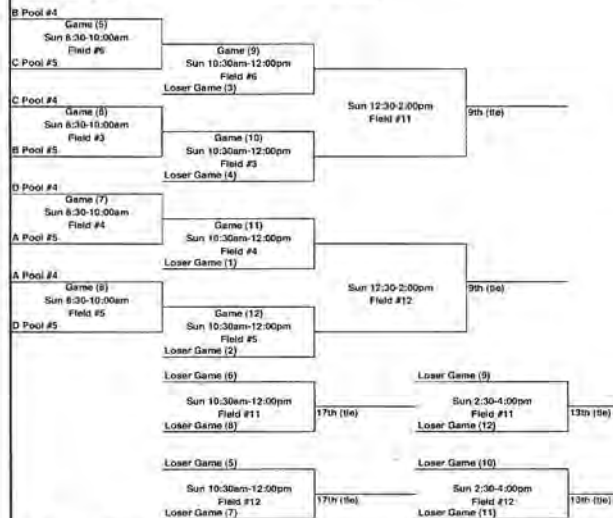 B Pool #4
Game (5)
Sun 8:30-10:00am
Field #6
C Pool #5
Game (9)
Sun 10:30am-12:00pm
Field #6
Loser Game (3)
C Pool #4
Game (6)
Sun 8:30-10:00am
Field #3
B Pool #5
Game (10)
Sun 10:30am-12:00pm
Field #3
Loser Game (4)
Sun 12:30-2:00pm
Field #11
9th (tie)
D Pool #4
Game (7)
Sun 8:30-10:00am
Field #4
A Pool #5
Game (11)
Sun 10:30am-12:00pm
Field #4
Loser Game (1)
A Pool #4
Game (8)
Sun 8:30-10:00am
Field #5
D Pool #5
Game (12)
Sun 10:30am-12:00pm
Field #5
Loser Game (2)
Sun 12:30-2:00pm
Field #12
9th (tie)
Loser Game (6)
Sun 10:30am-12:00pm
Field #11
Loser Game (8)
17th (tie)
Loser Game (9)
Sun 2:30-4:00pm
Field #11
Loser Game (12)
13th (tie)
Loser Game (5)
Sun 10:30am-12:00pm
Field #12
Loser Game (7)
17th (tie)
Loser Game (10)
Sun 2:30-4:00pm
Field #12
Loser Game (11)
13th (tie)